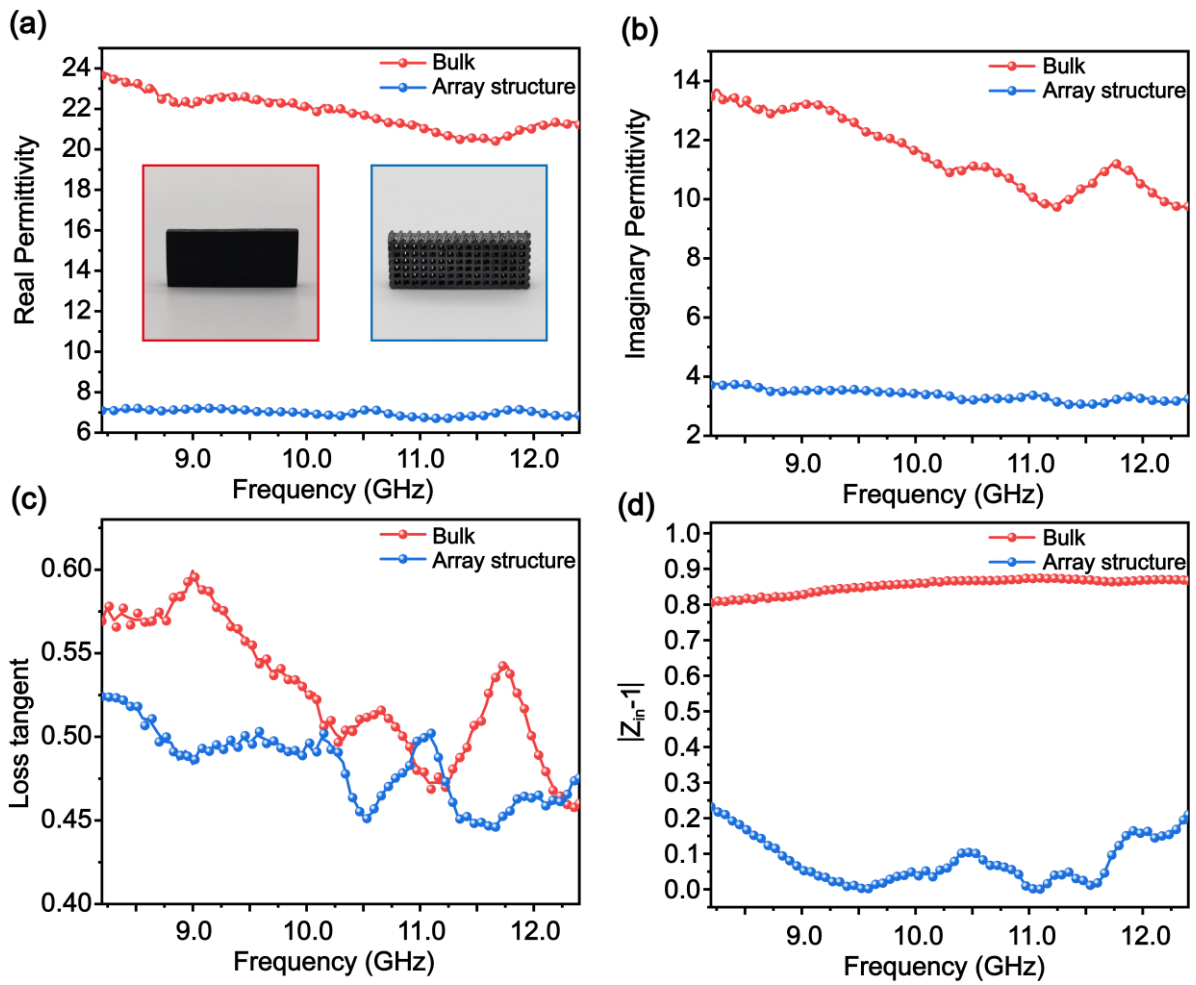 (a)
Bulk
Array structure
24
22
20
18
16
14
12
10
8
6
Real Permittivity
9.0 10.0 11.0 12.0
Frequency (GHz)
(b)
Bulk
Array structure
14
12
10
8
6
4
2
Imaginary Permittivity
9.0 10.0 11.0 12.0
Frequency (GHz)
(c)
Bulk
Array structure
0.60
0.55
0.50
0.45
0.40
Loss tangent
9.0 10.0 11.0 12.0
Frequency (GHz)
(d)
Bulk
Array structure
1.0
0.9
0.8
0.7
0.6
0.5
0.4
0.3
0.2
0.1
0.0
|Zin-1|
9.0 10.0 11.0 12.0
Frequency (GHz)